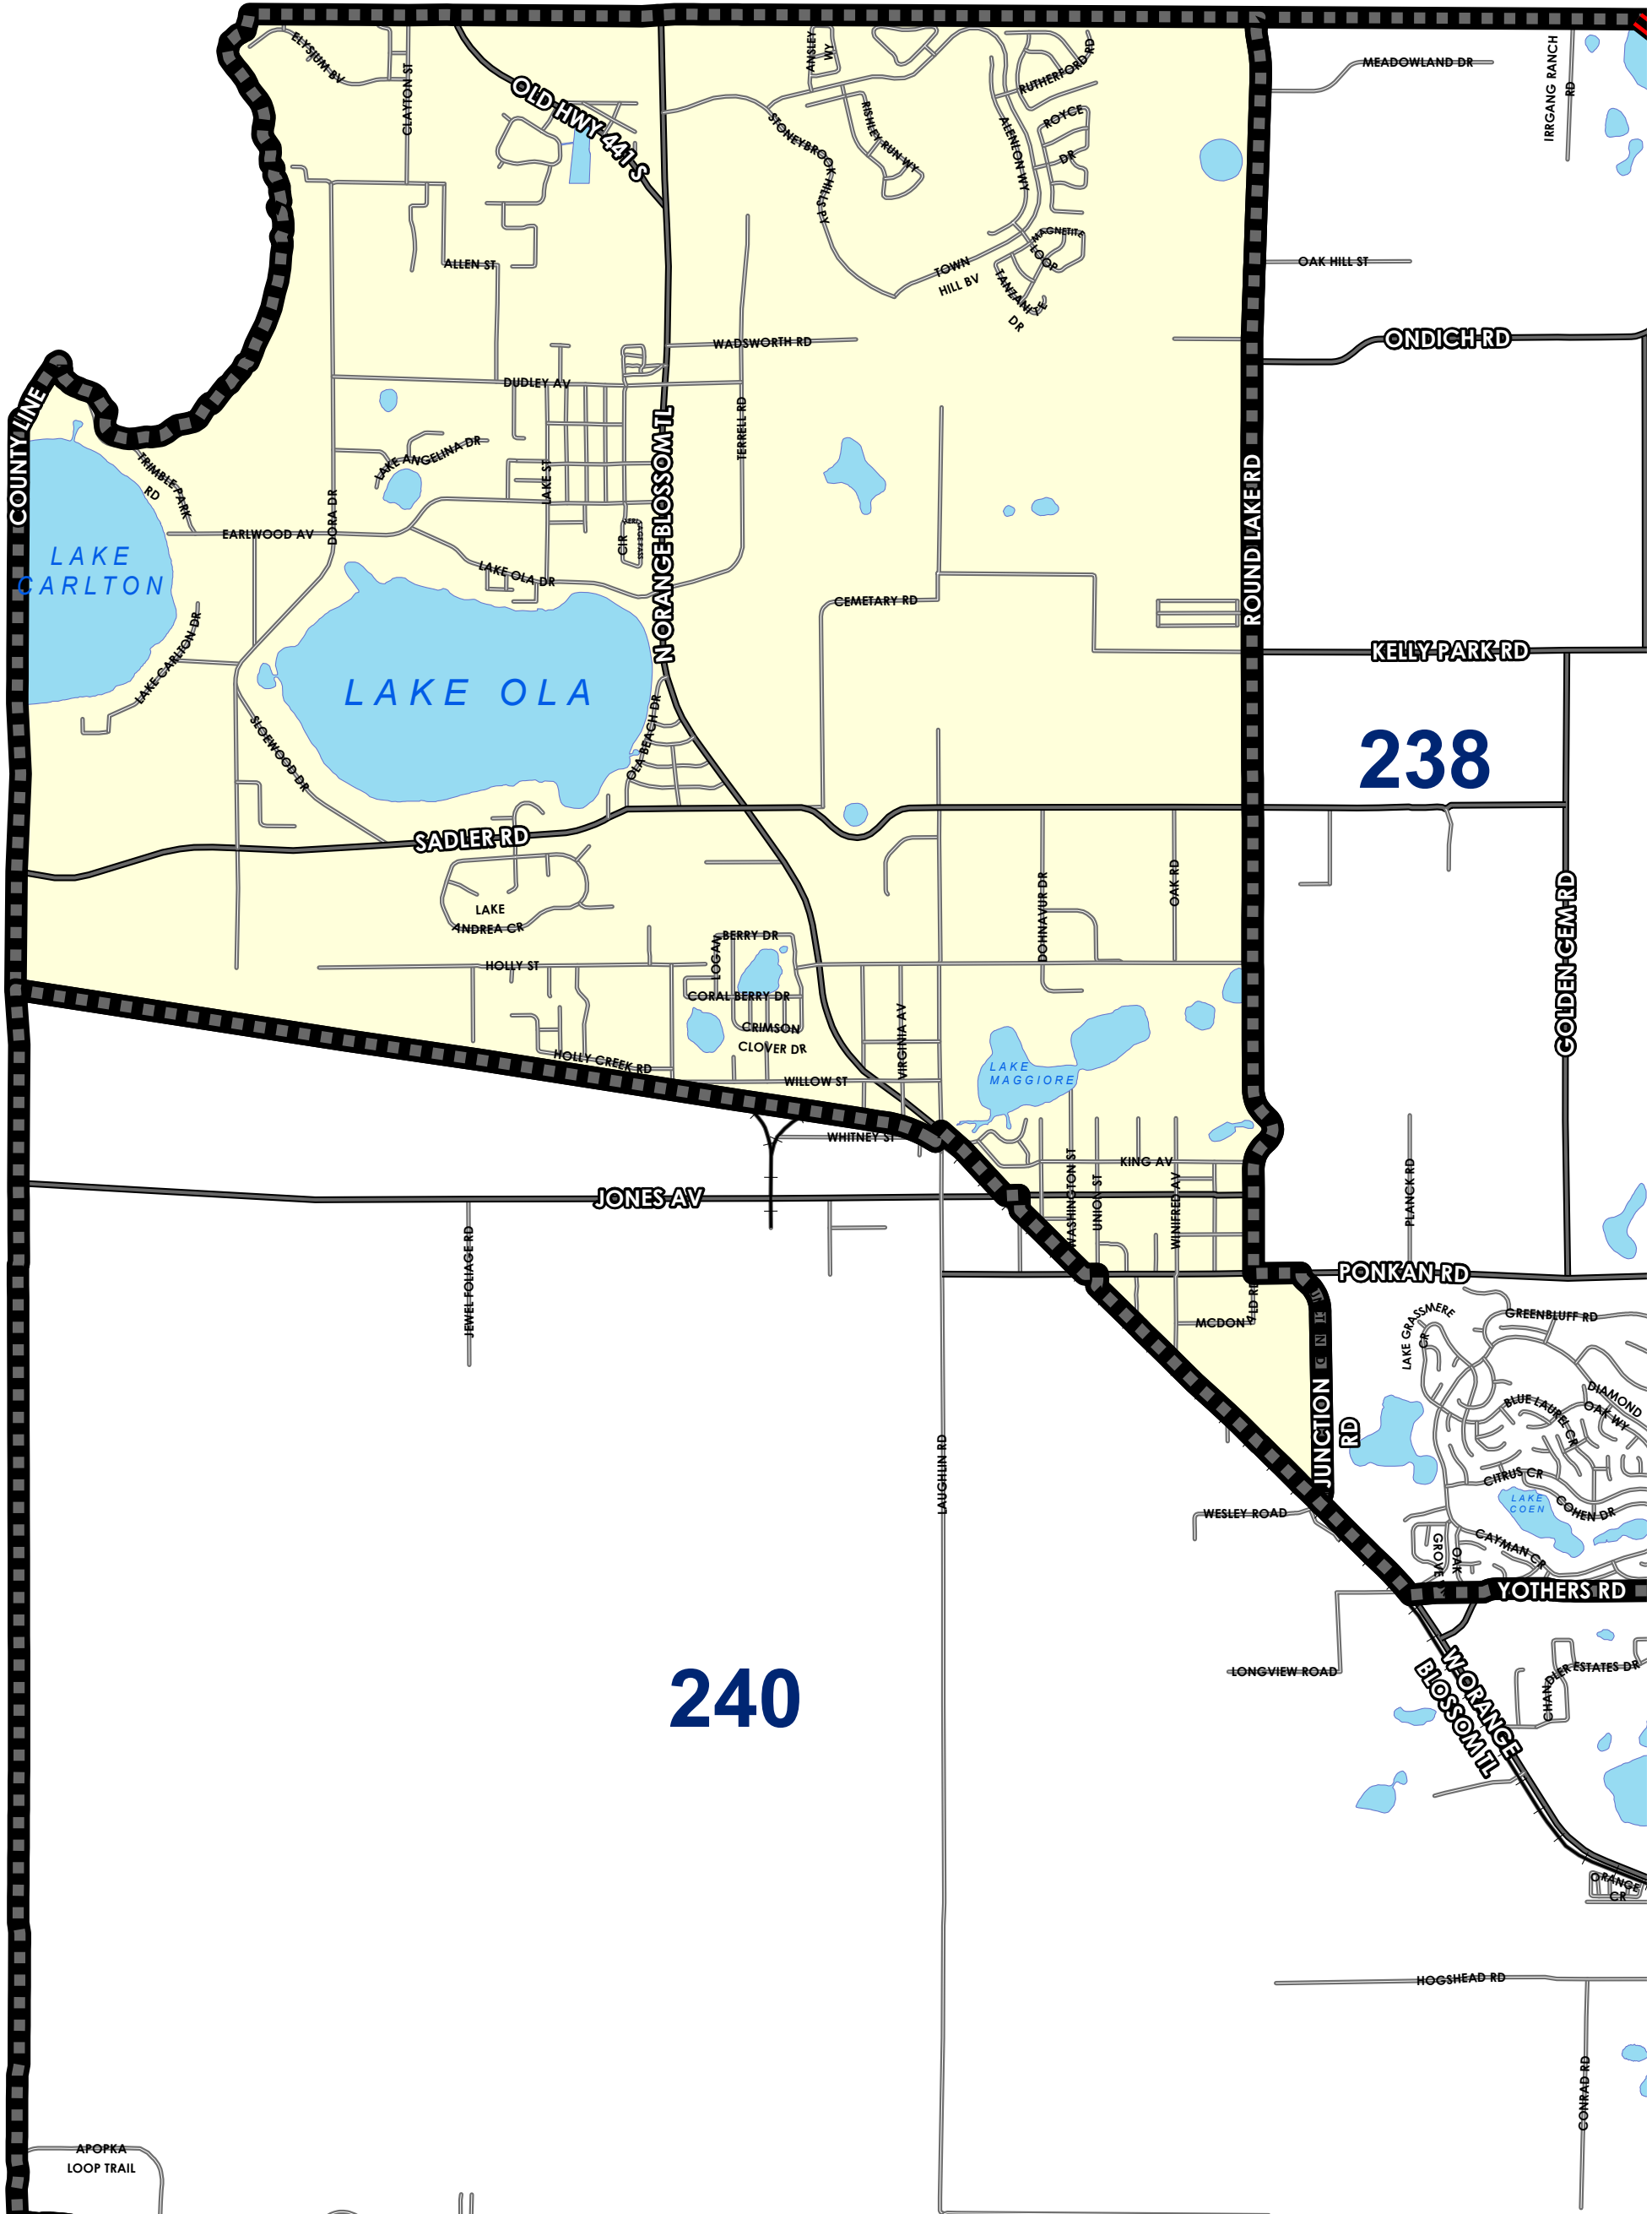 ELYSIUM BV
CLAYTON ST
OLD HWY 441 S
ANSLEY
WY
RUTHERFORD RD
MEADOWLAND DR
IRRGANG RANCH
RD
STONEYBROOK HILLS PY
RISHLEY RUN WY
ALENLON WY
ROYCE
DR
ALLEN ST
TOWN
HILL BV
MAGNETITE
LOOP
TANZANITE
DR
OAK HILL ST
ONDICH RD
WADSWORTH RD
DUDLEY AV
COUNTY LINE
N ORANGE BLOSSOM TL
TERRELL RD
TRIMBLE PARK
RD
LAKE ANGELINA DR
LAKE ST
DORA DR
EARLWOOD AV
CIR
ROUND LAKE RD
LAKE
CARLTON
LAKE OLA DR
CEMETARY RD
LAKE CARLTON DR
KELLY PARK RD
LAKE OLA
OLA BEACH DR
SLOEWOOD DR
238
SADLER RD
LAKE
ANDREA CR
DOHNAVUR DR
OAK RD
GOLDEN GEM RD
LOGAN
BERRY DR
HOLLY ST
CORAL BERRY DR
CRIMSON
CLOVER DR
VIRGINIA AV
HOLLY CREEK RD
WILLOW ST
LAKE
MAGGIORE
WHITNEY ST
KING AV
WASHINGTON ST
UNION ST
WINIFRED AV
PLANCK RD
JONES AV
JEWEL FOLIAGE RD
PONKAN RD
MCDONALD RD
LAKE GRASSMERE
CR
GREENBLUFF RD
JUNCTION
RD
BLUE LAUREL CR
DIAMOND
OAK WY
CITRUS CR
LAKE
COEN
COHEN DR
LAUGHLIN RD
WESLEY ROAD
GROVE
OAK
CAYMAN CR
YOTHERS RD
240
LONGVIEW ROAD
W ORANGE
BLOSSOM TL
CHANDLER ESTATES DR
ORANGE
CR
HOGSHEAD RD
CONRAD RD
APOPKA
LOOP TRAIL